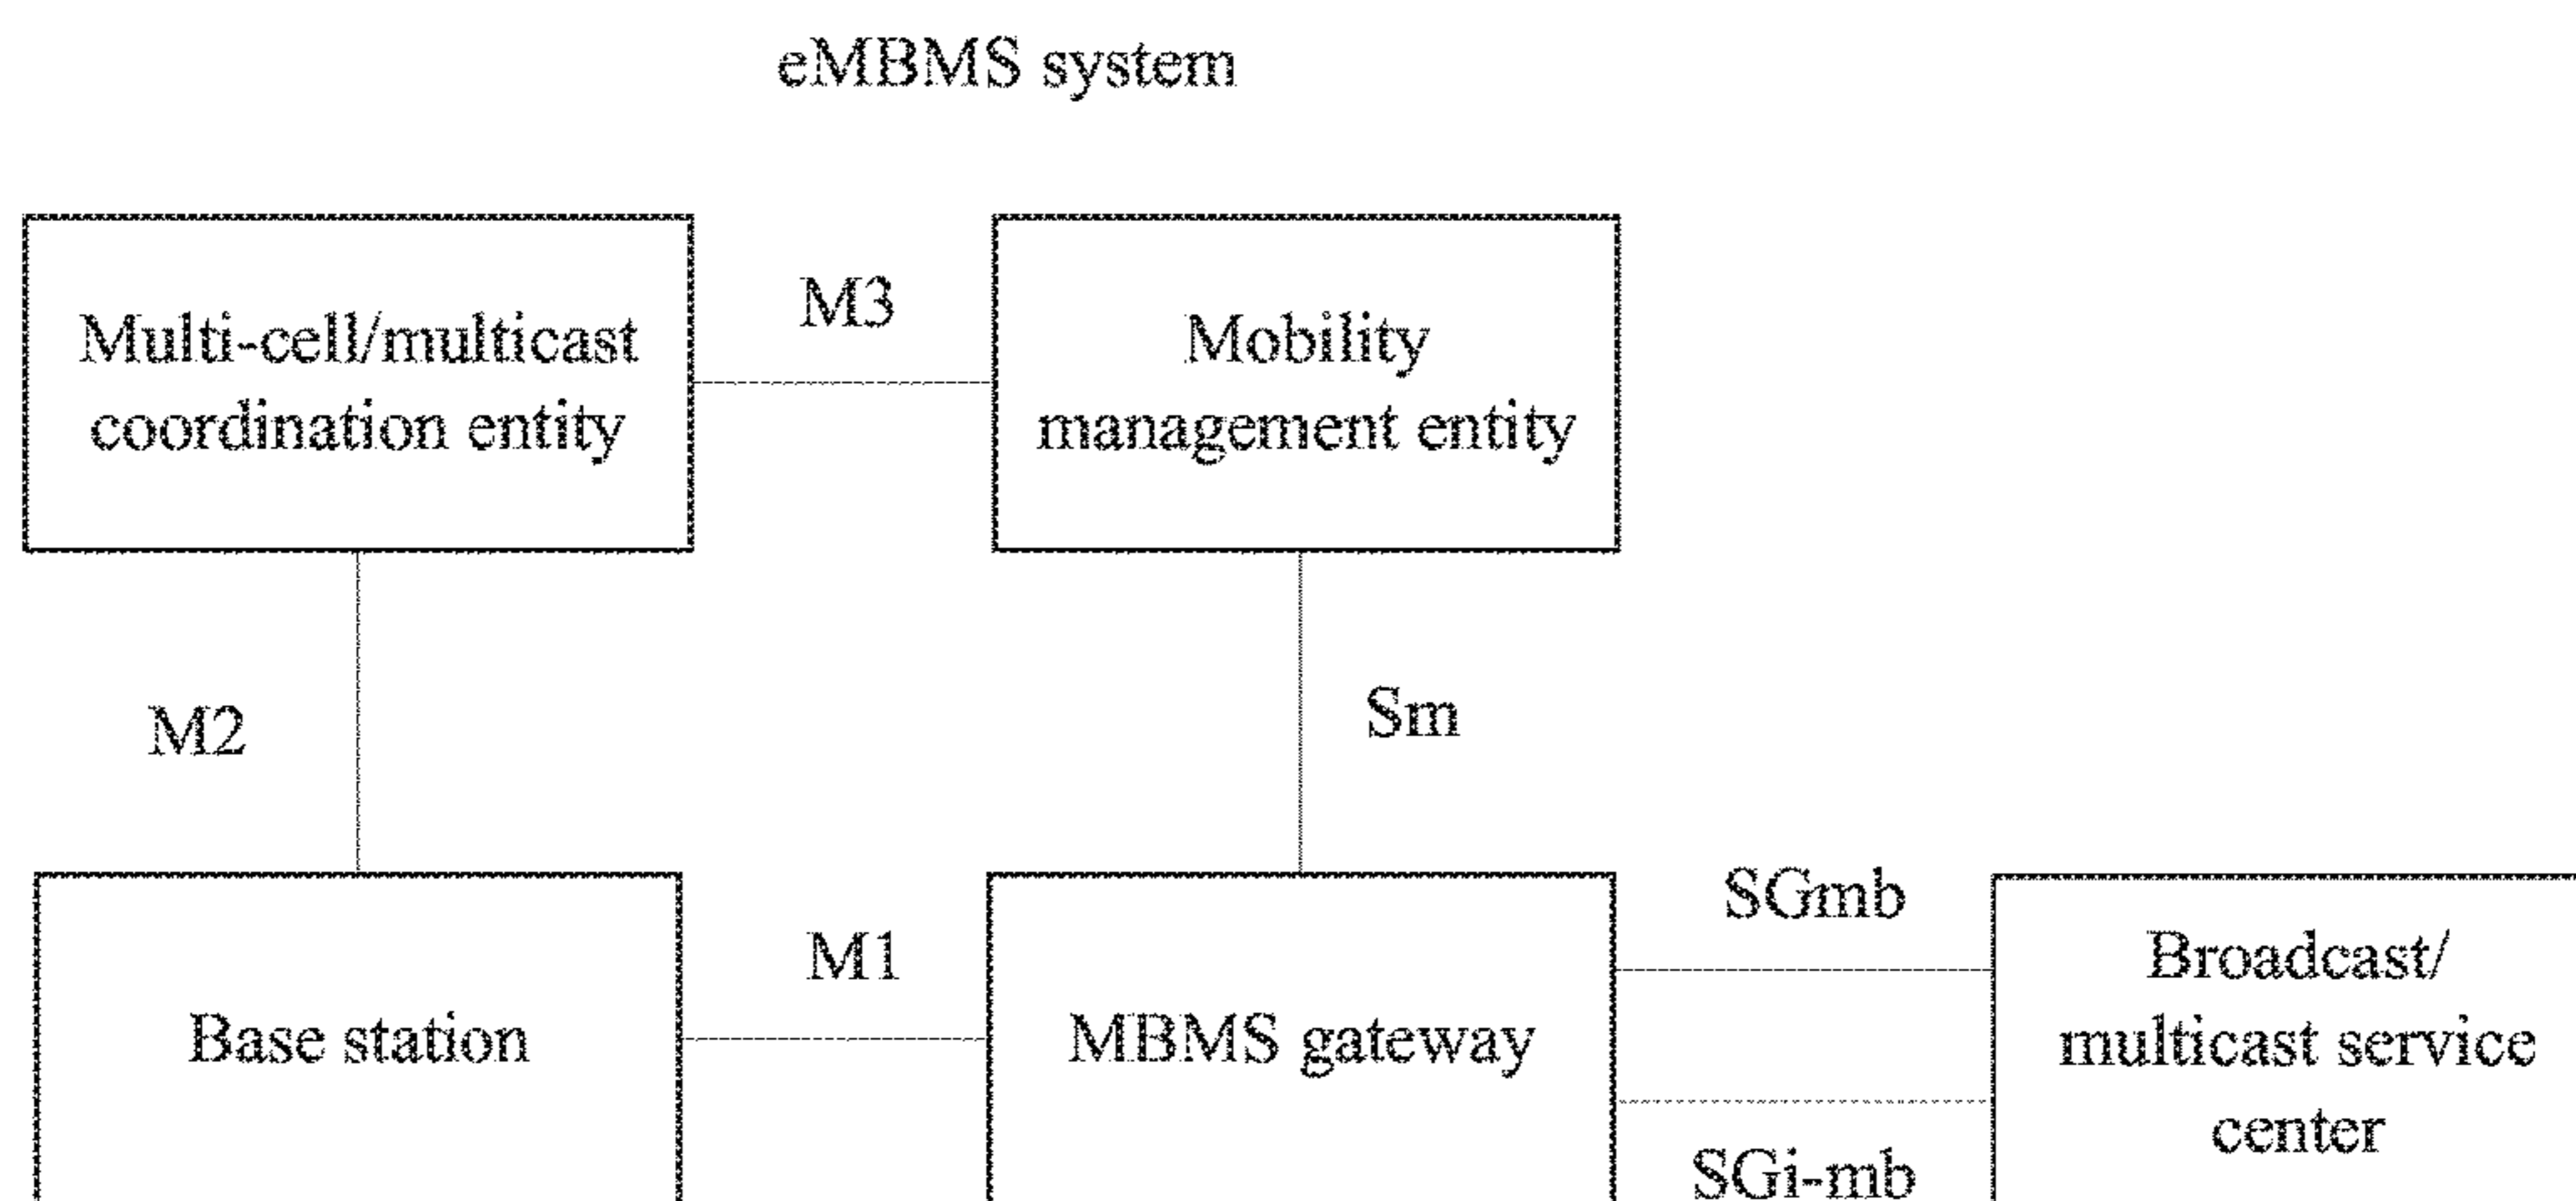 eMBMS system
Multi-cell/multicast
coordination entity
M3
Mobility
management entity
M2
Sm
Base station
M1
MBMS gateway
SGmb
SGi-mb
Broadcast/
multicast service
center